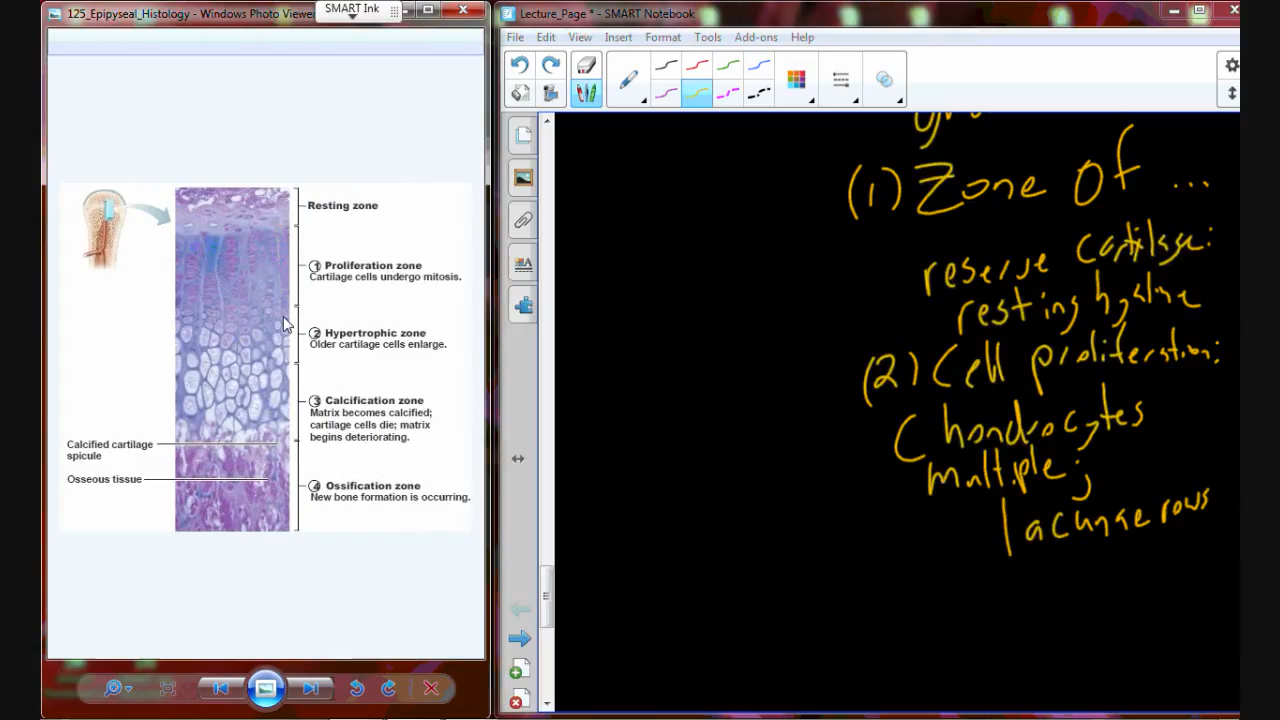 125_Epipyseal_Histology - Windows Photo Viewer
SMART Ink
Resting zone
1 Proliferation zone
Cartilage cells undergo mitosis.
2 Hypertrophic zone
Older cartilage cells enlarge.
3 Calcification zone
Matrix becomes calcified;
cartilage cells die; matrix
begins deteriorating.
Calcified cartilage
spicule
Osseous tissue
4 Ossification zone
New bone formation is occurring.
Lecture_Page * - SMART Notebook
File Edit View Insert Format Tools Add-ons Help
(1) Zone Of ...
reserve cartilage:
resting hyaline
(2) Cell proliferation:
Chondrocytes
multiple;
lacunae rows